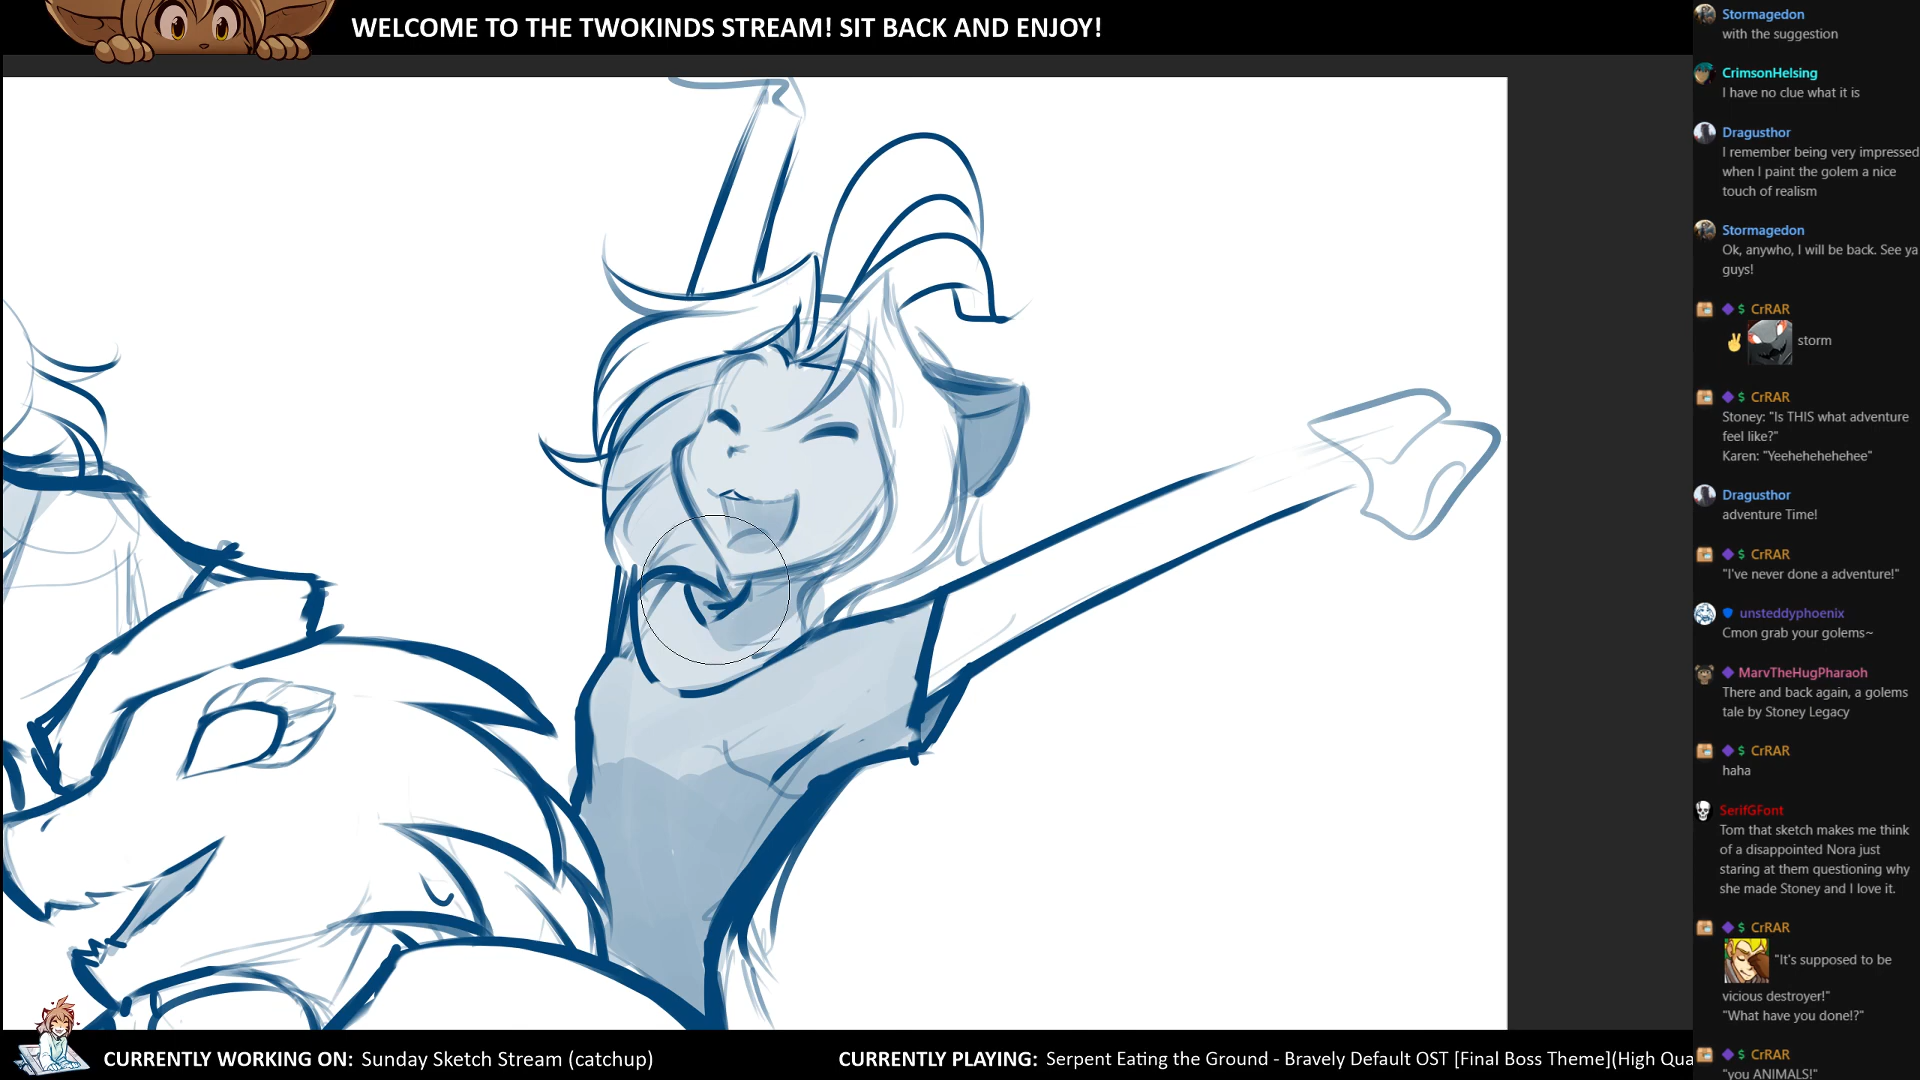 WELCOME TO THE TWOKINDS STREAM! SIT BACK AND ENJOY!
Stormagedon
with the suggestion
CrimsonHelsing
I have no clue what it is
Dragusthor
I remember being very impressed
when I paint the golem a nice
touch of realism
Stormagedon
Ok, anywho, I will be back. See ya
guys!
$ CrRAR
storm
$ CrRAR
Stoney: "Is THIS what adventure
feel like?"
Karen: "Yeehehehehehee"
Dragusthor
adventure Time!
$ CrRAR
"I've never done a adventure!"
unsteddyphoenix
Cmon grab your golems~
MarvTheHugPharaoh
There and back again, a golems
tale by Stoney Legacy
$ CrRAR
haha
SerifGFont
Tom that sketch makes me think
of a disappointed Nora just
staring at them questioning why
she made Stoney and I love it.
$ CrRAR
"It's supposed to be
vicious destroyer!"
"What have you done!?"
$ CrRAR
"you ANIMALS!"
CURRENTLY WORKING ON: Sunday Sketch Stream (catchup)
CURRENTLY PLAYING: Serpent Eating the Ground - Bravely Default OST [Final Boss Theme](High Qua